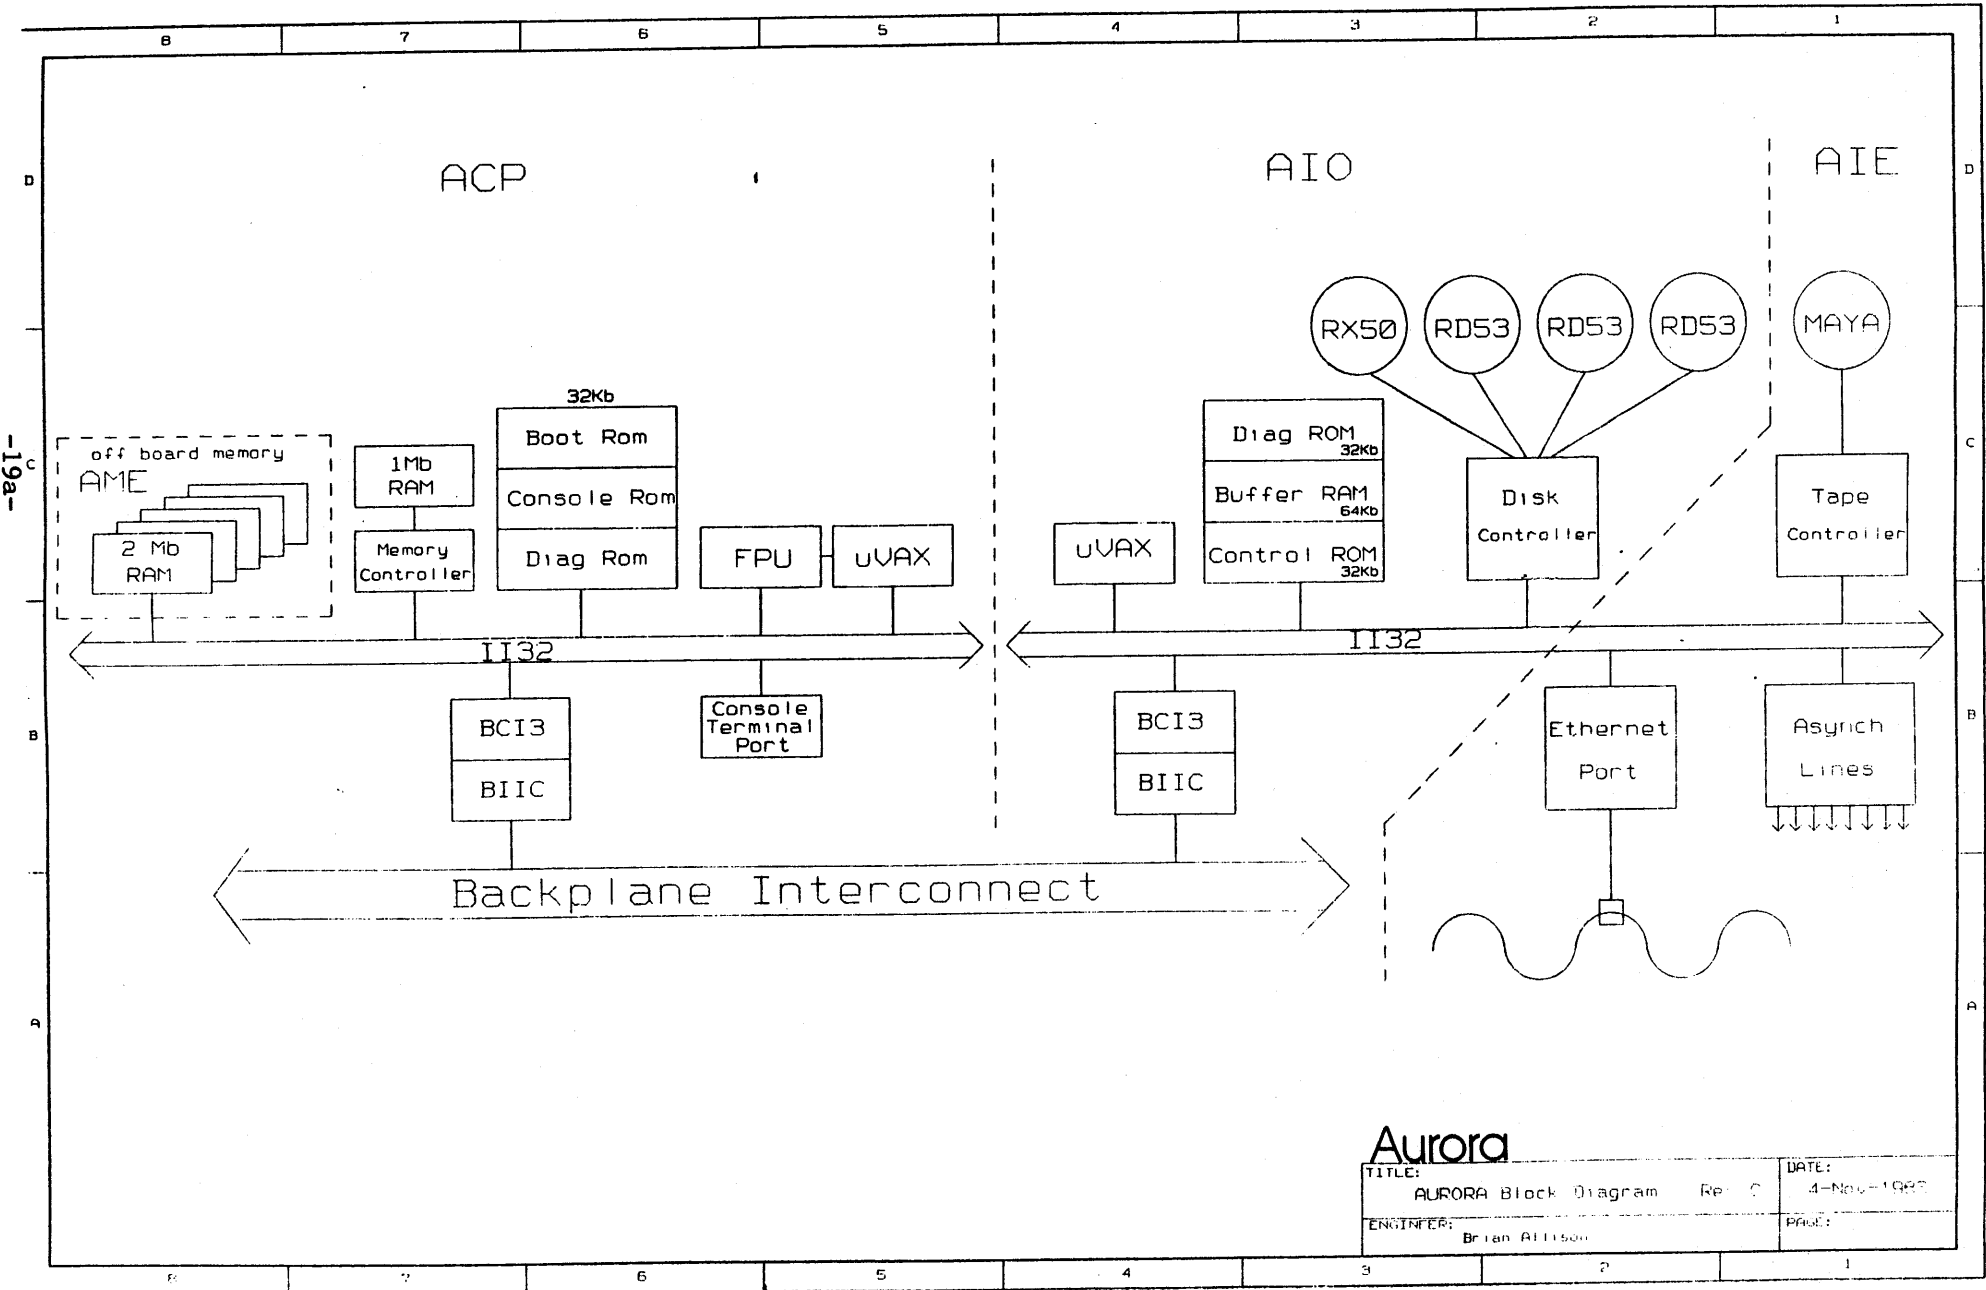 8 7 6 5 4 3 2 1
D
D
ACP
AIO
AIE
RX50
RD53
RD53
RD53
MAYA
-19a-
C
C
off board memory
AME
2 Mb
RAM
1Mb
RAM
Memory
Controller
32Kb
Boot Rom
Console Rom
Diag Rom
FPU
uVAX
uVAX
Diag ROM
32Kb
Buffer RAM
64Kb
Control ROM
32Kb
Disk
Controller
Tape
Controller
II32
II32
B
B
BCI3
BIIC
Console
Terminal
Port
BCI3
BIIC
Ethernet
Port
Asynch
Lines
Backplane Interconnect
A
A
Aurora
TITLE:
AURORA Block Diagram
DATE:
ENGINEER:
Brian Allison
PAGE:
6 5 4 3 2 1